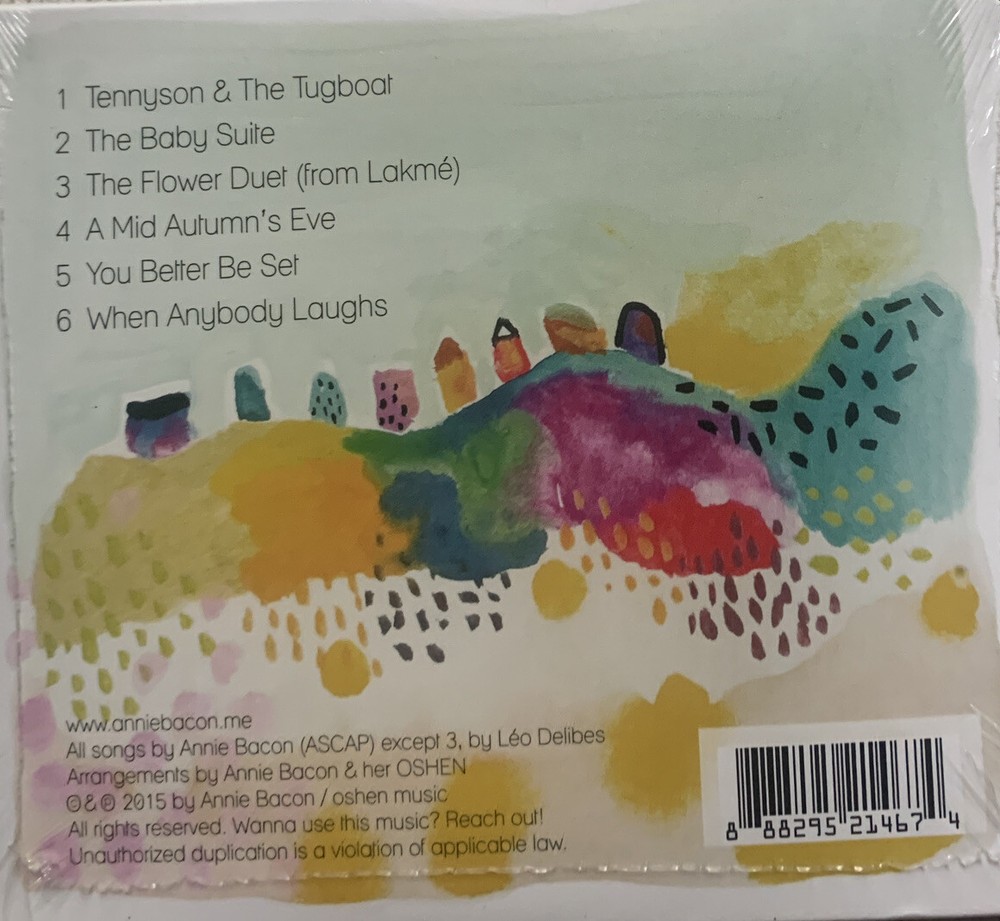 1 Tennyson & The Tugboat
2 The Baby Suite
3 The Flower Duet (from Lakmé)
4 A Mid Autumn's Eve
5 You Better Be Set
6 When Anybody Laughs
www.anniebacon.me
All songs by Annie Bacon (ASCAP) except 3, by Léo Delibes
Arrangements by Annie Bacon & her OSHEN
©&℗ 2015 by Annie Bacon / oshen music
All rights reserved. Wanna use this music? Reach out!
Unauthorized duplication is a violation of applicable law.
8 88295 21467 4